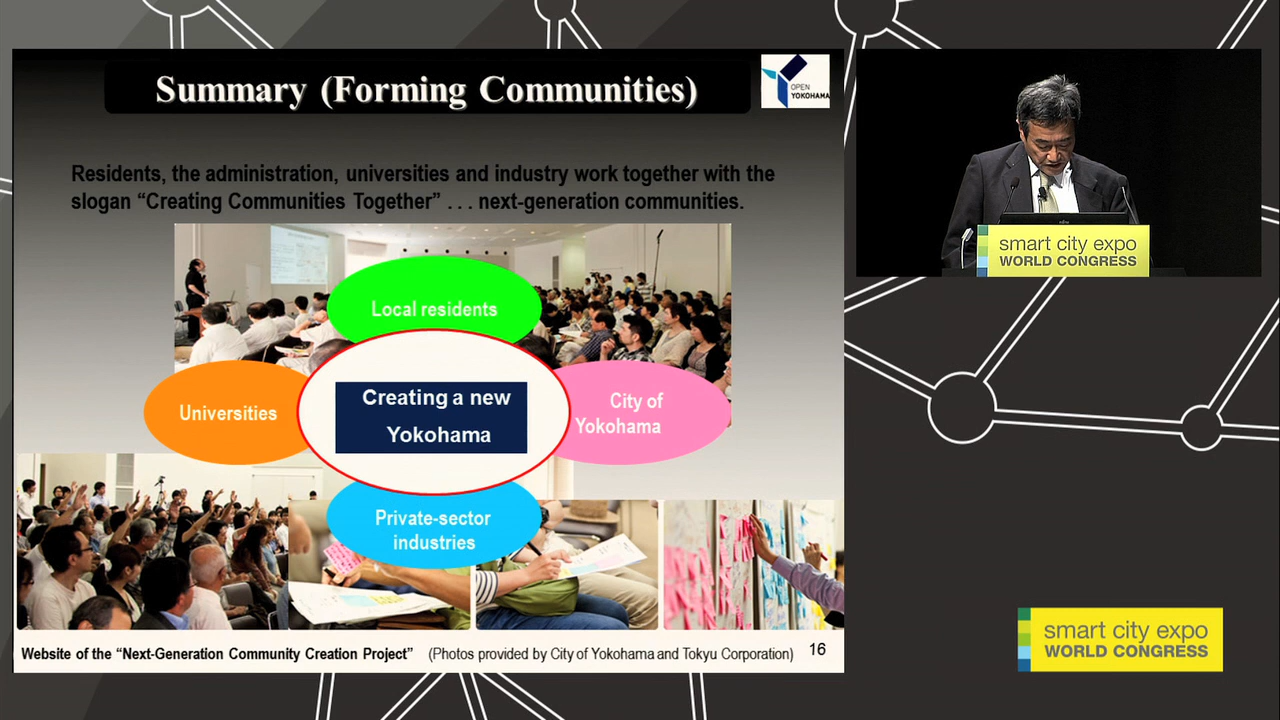 Summary (Forming Communities)
OPEN
YOKOHAMA
Residents, the administration, universities and industry work together with the
slogan “Creating Communities Together” . . . next-generation communities.
Local residents
Universities
Creating a new
Yokohama
City of
Yokohama
Private-sector
industries
Website of the “Next-Generation Community Creation Project” (Photos provided by City of Yokohama and Tokyu Corporation) 16
smart city expo
WORLD CONGRESS
smart city expo
WORLD CONGRESS